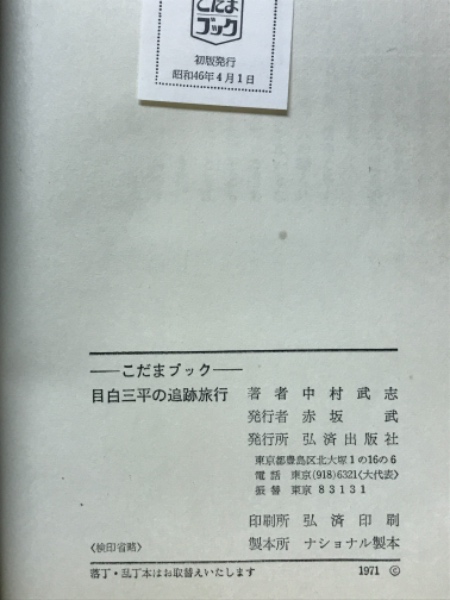 こだま
ブック
初版発行
昭和46年4月1日
――こだまブック――
目白三平の追跡旅行
著者 中村武志
発行者 赤坂武
発行所 弘済出版社
東京都豊島区北大塚1の16の6
電話 東京(918)6321〈大代表〉
振替 東京83131
印刷所 弘済印刷
製本所 ナショナル製本
〈検印省略〉
落丁・乱丁本はお取替えいたします
1971 ©